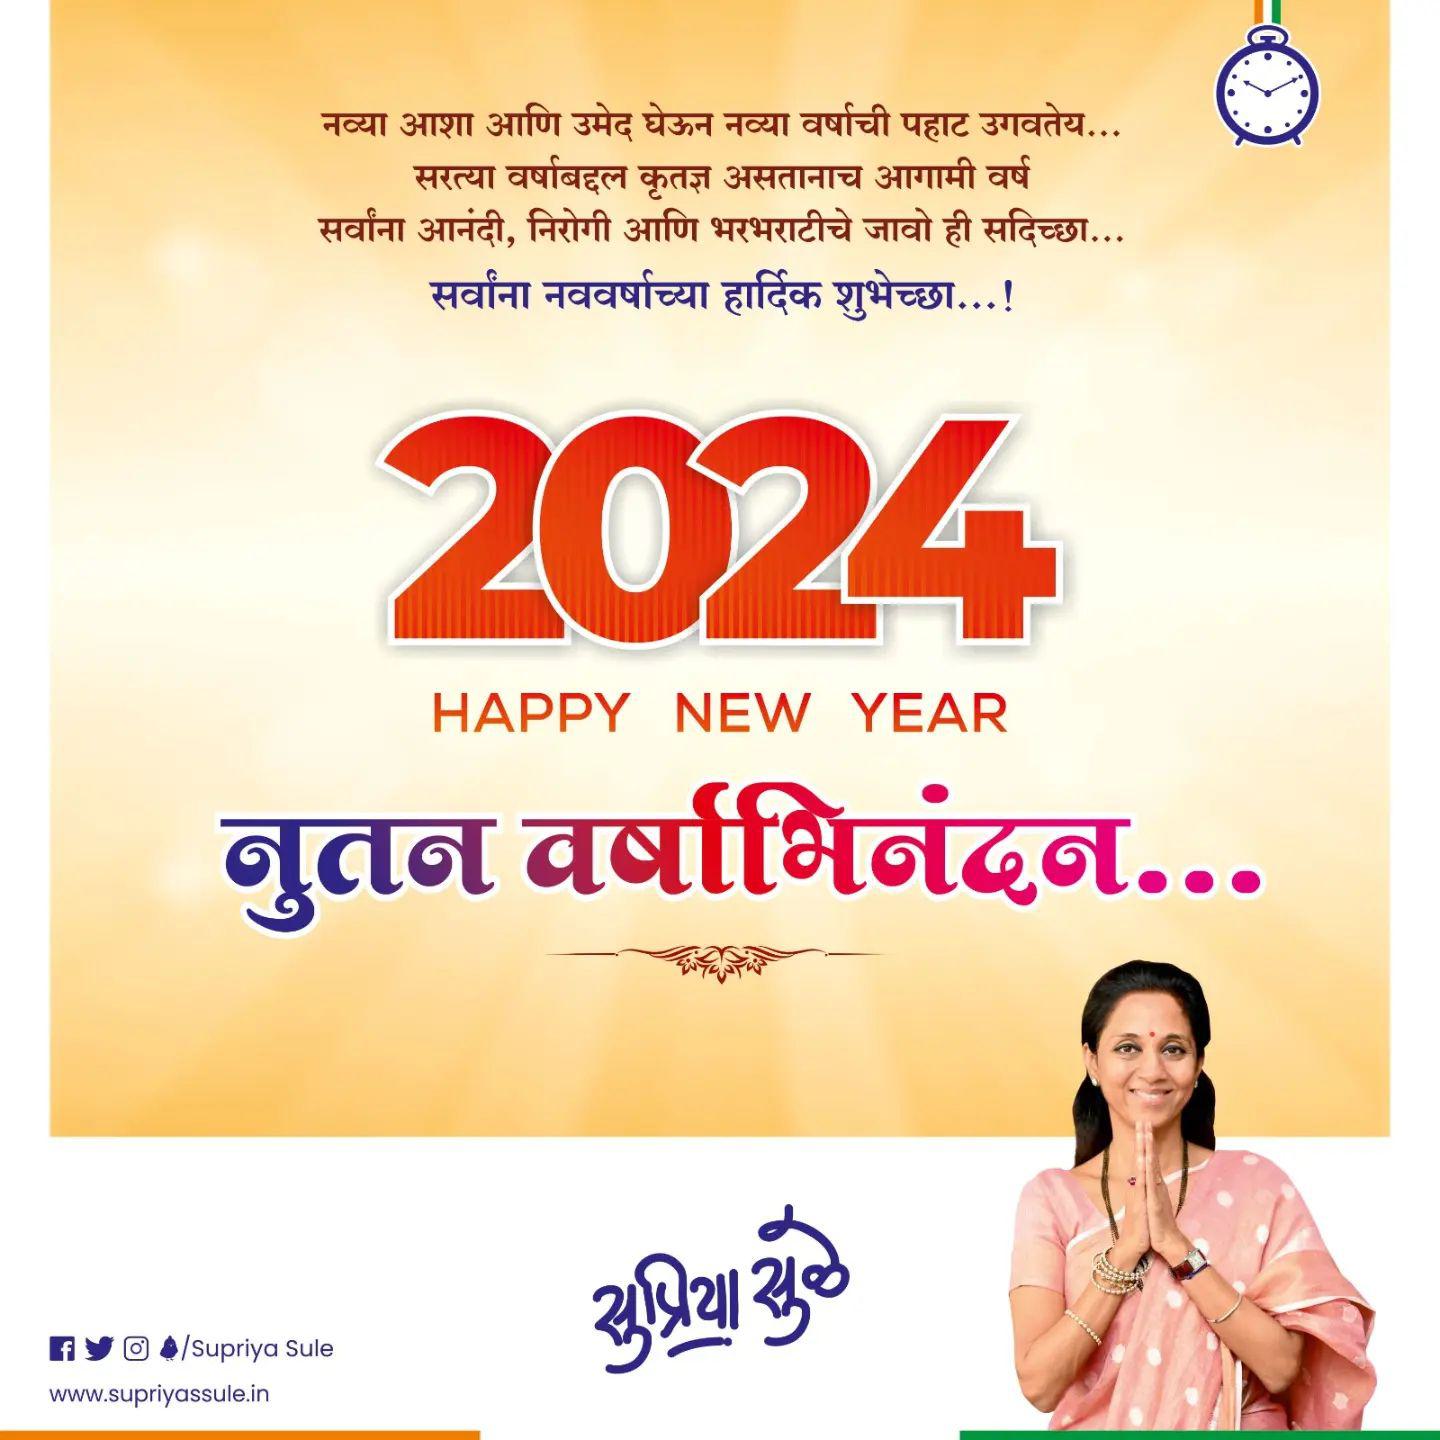 नव्या आशा आणि उमेद घेऊन नव्या वर्षाची पहाट उगवतेय...
सरत्या वर्षाबद्दल कृतज्ञ असतानाच आगामी वर्ष
सर्वांना आनंदी, निरोगी आणि भरभराटीचे जावो ही सदिच्छा...
सर्वांना नववर्षाच्या हार्दिक शुभेच्छा...!
2024
HAPPY NEW YEAR
नुतन वर्षाभिनंदन...
सुप्रिया सुळे
/Supriya Sule
www.supriyassule.in